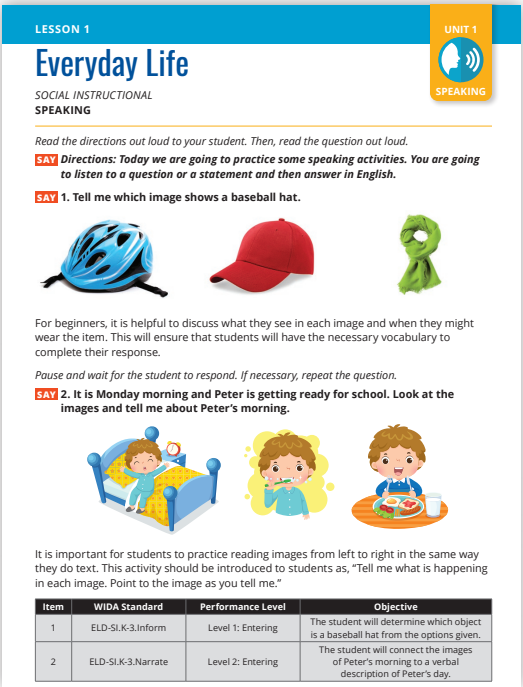 LESSON 1
UNIT 1
SPEAKING
Everyday Life
SOCIAL INSTRUCTIONAL
SPEAKING
Read the directions out loud to your student. Then, read the question out loud.
SAY Directions: Today we are going to practice some speaking activities. You are going
to listen to a question or a statement and then answer in English.
SAY 1. Tell me which image shows a baseball hat.
For beginners, it is helpful to discuss what they see in each image and when they might
wear the item. This will ensure that students will have the necessary vocabulary to
complete their response.
Pause and wait for the student to respond. If necessary, repeat the question.
SAY 2. It is Monday morning and Peter is getting ready for school. Look at the
images and tell me about Peter's morning.
It is important for students to practice reading images from left to right in the same way
they do text. This activity should be introduced to students as, “Tell me what is happening
in each image. Point to the image as you tell me.”
Item WIDA Standard Performance Level Objective
1 ELD-SI.K-3.Inform Level 1: Entering The student will determine which object
is a baseball hat from the options given.
2 ELD-SI.K-3.Narrate Level 2: Entering The student will connect the images
of Peter's morning to a verbal
description of Peter's day.